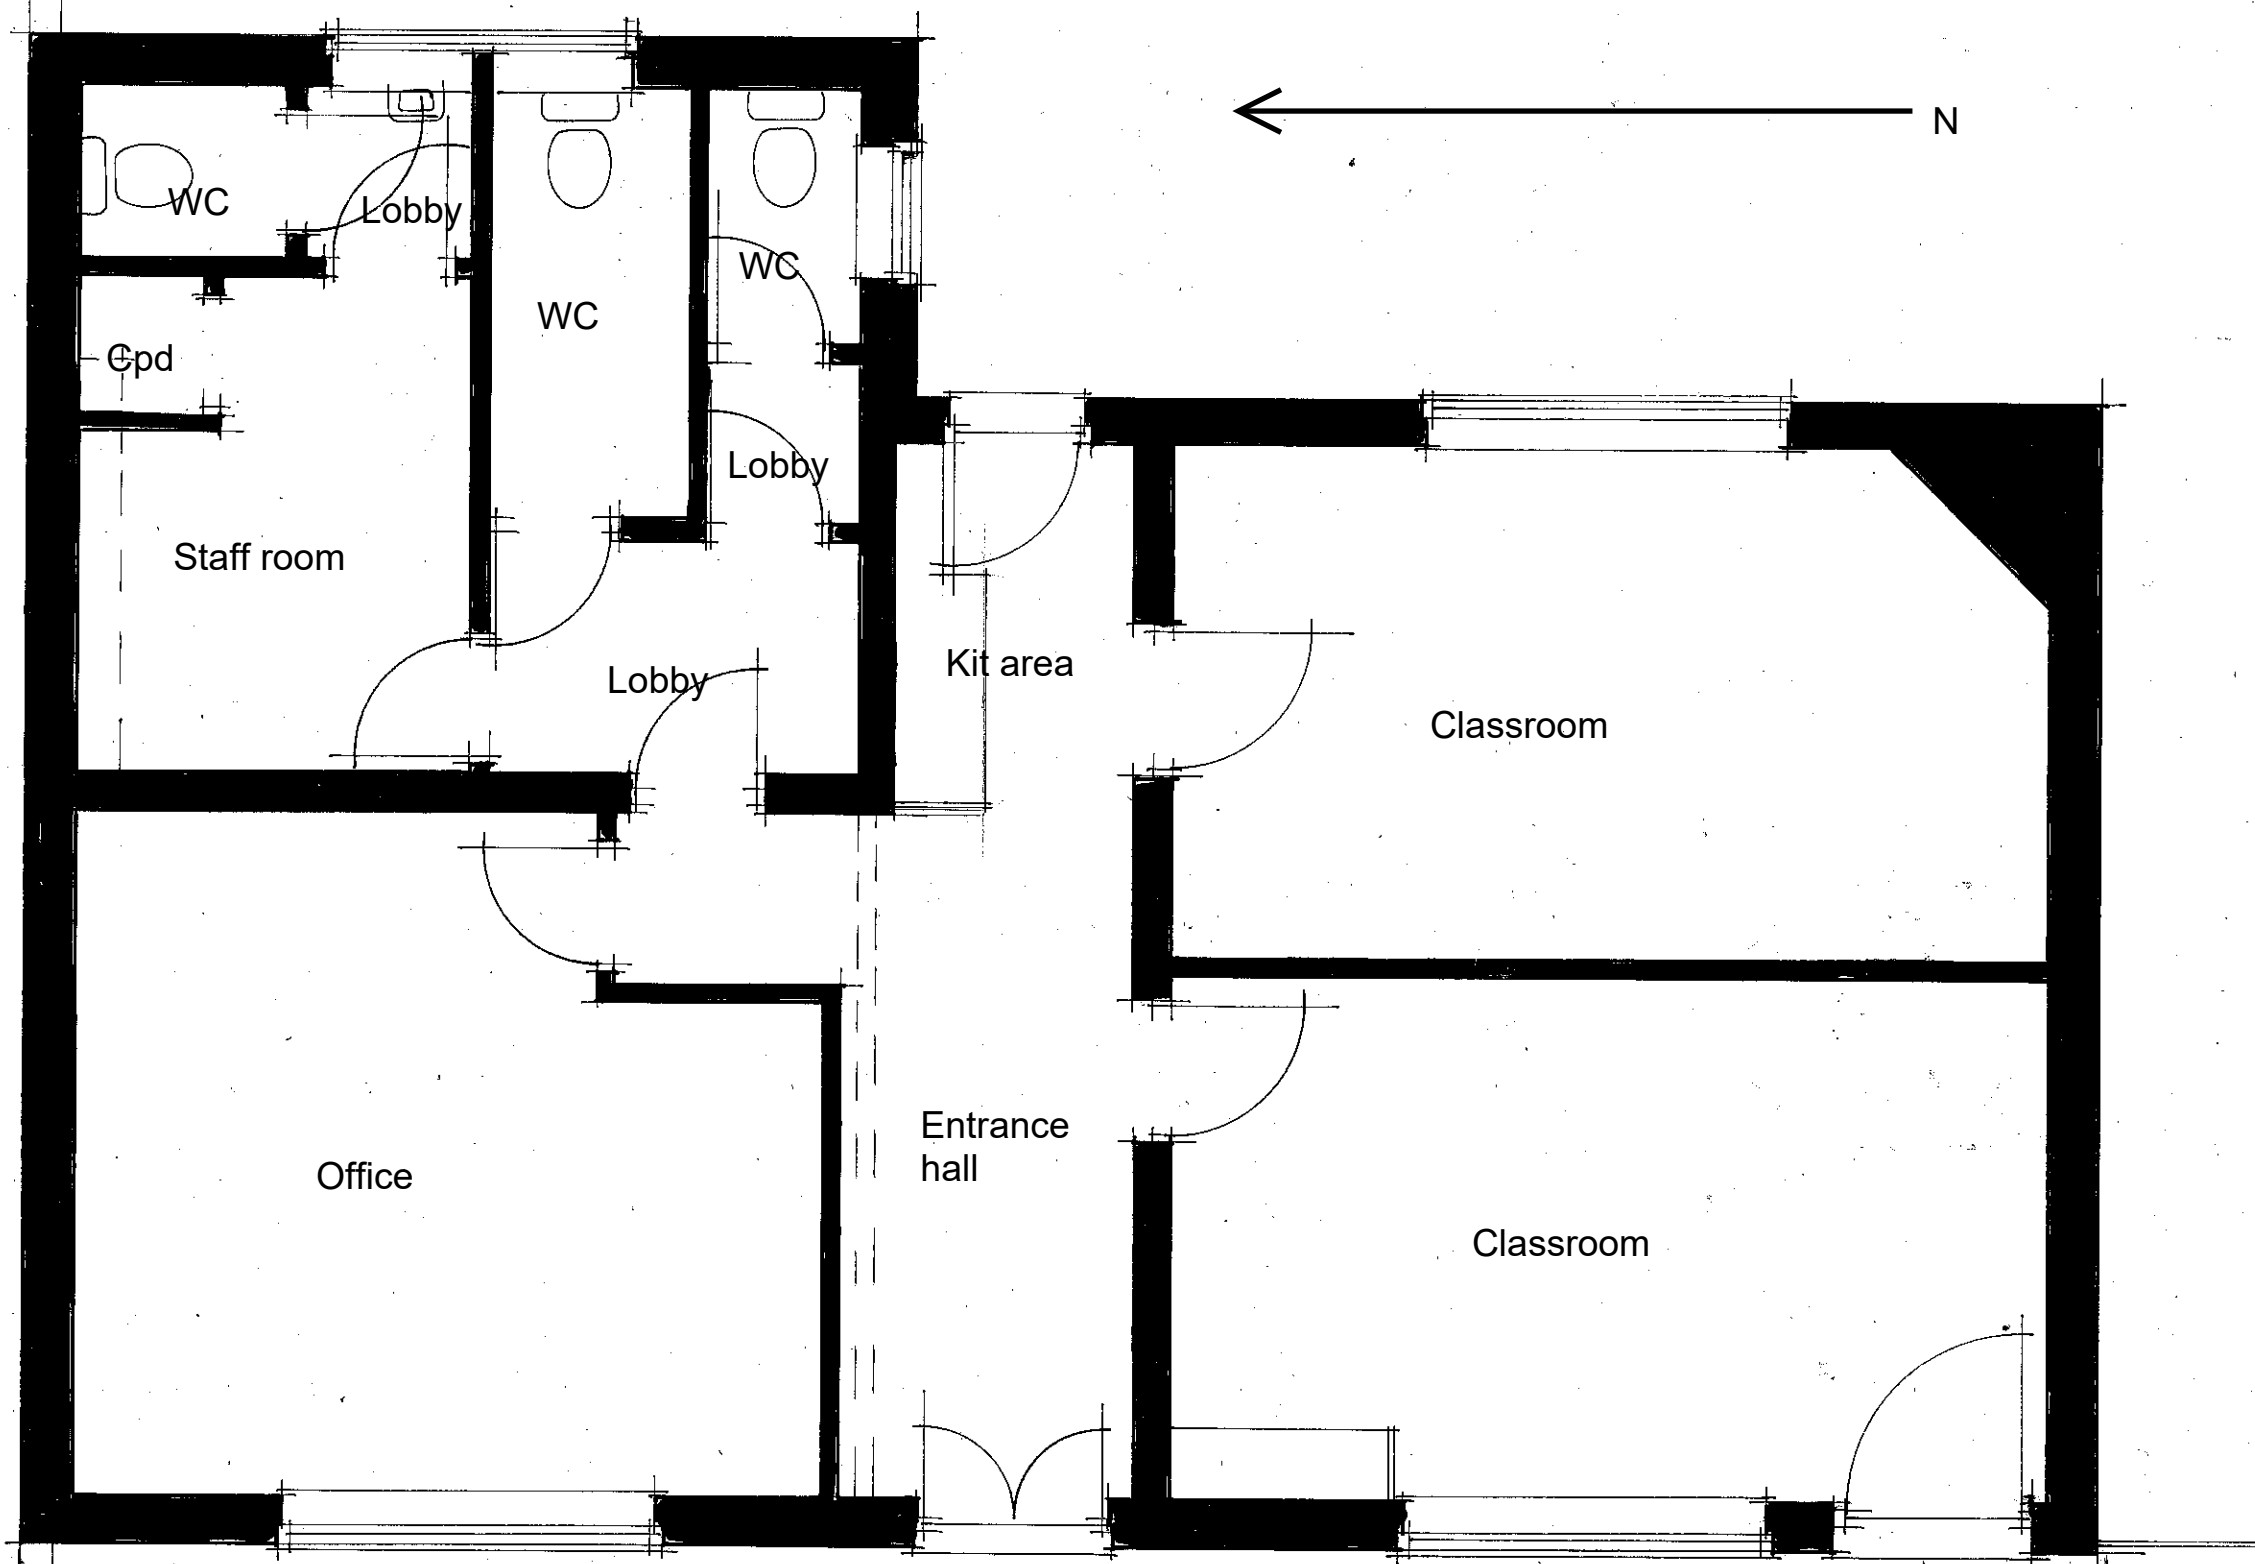 N
WC
Lobby
WC
WC
Cpd
Lobby
Staff room
Lobby
Kit area
Classroom
Entrance
hall
Office
Classroom